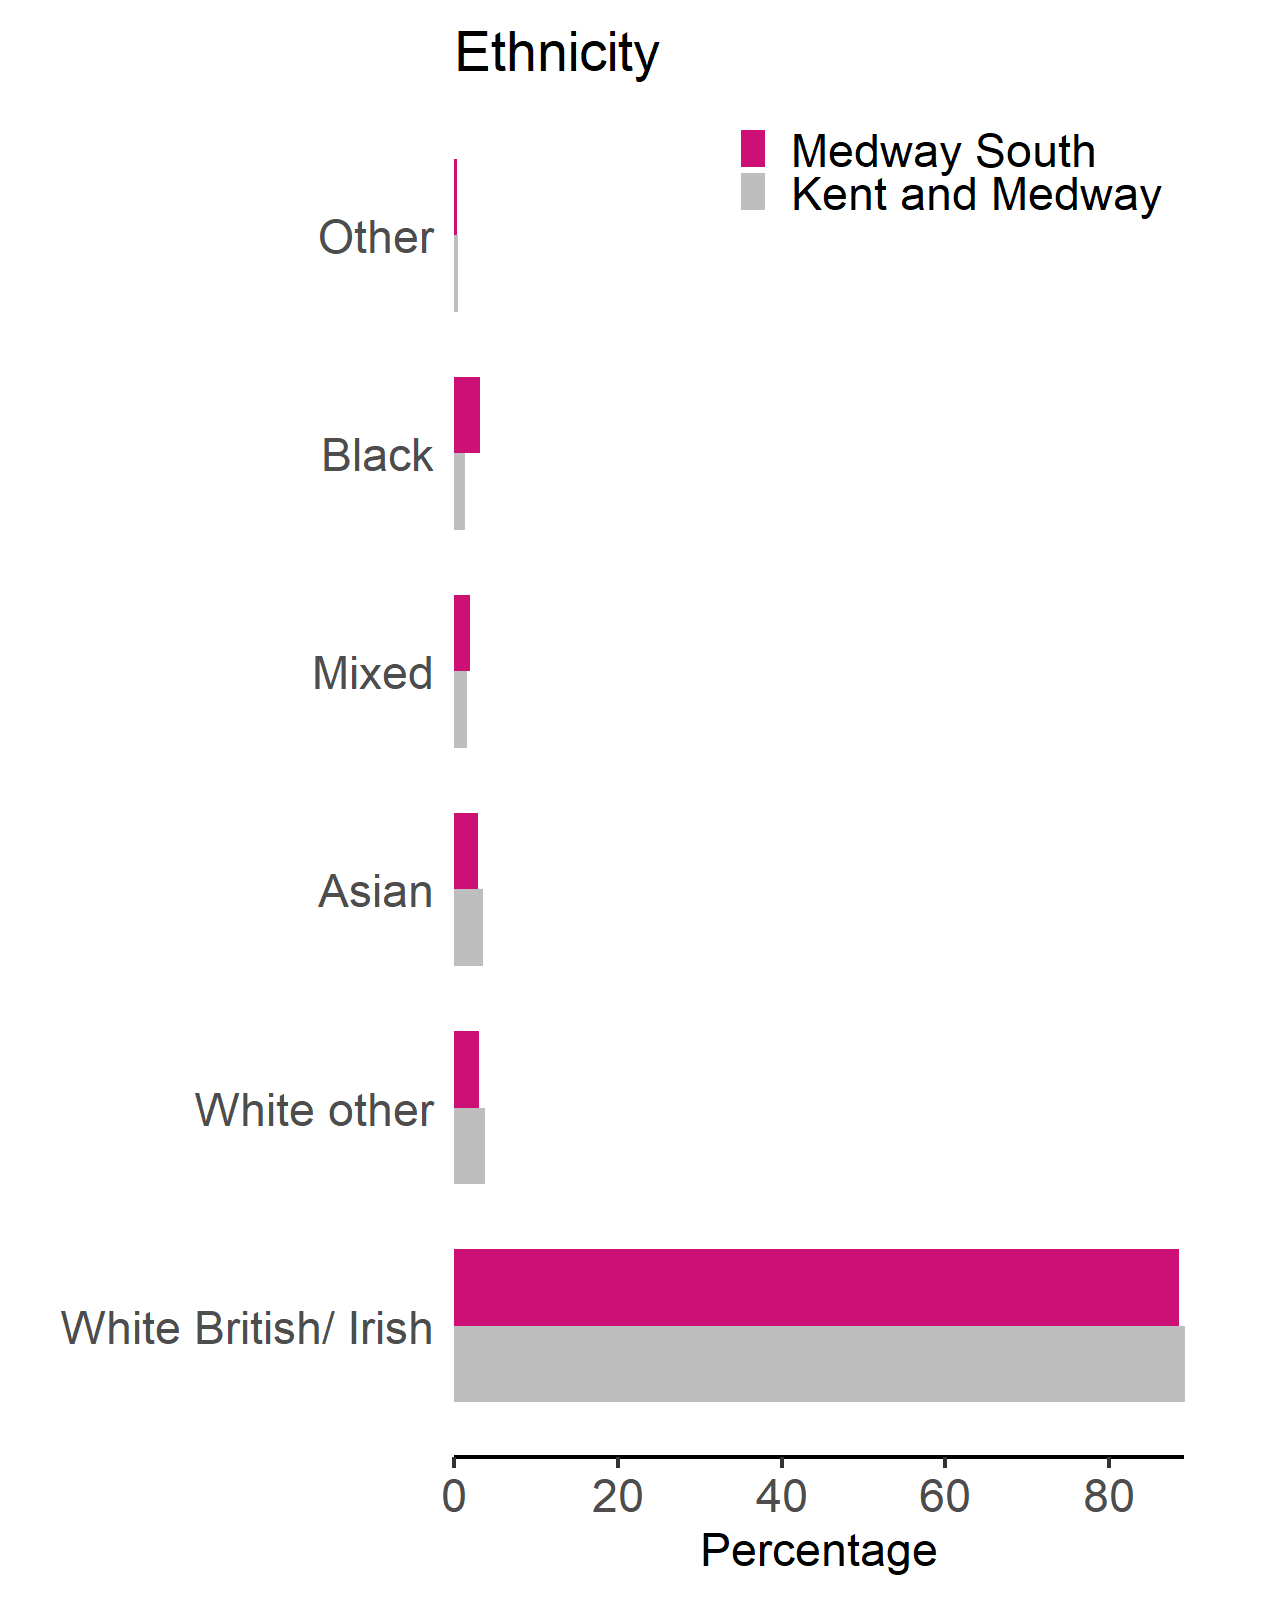 Ethnicity
Medway South
Kent and Medway
Other
Black
Mixed
Asian
White other
White British/ Irish
0 20 40 60 80
Percentage